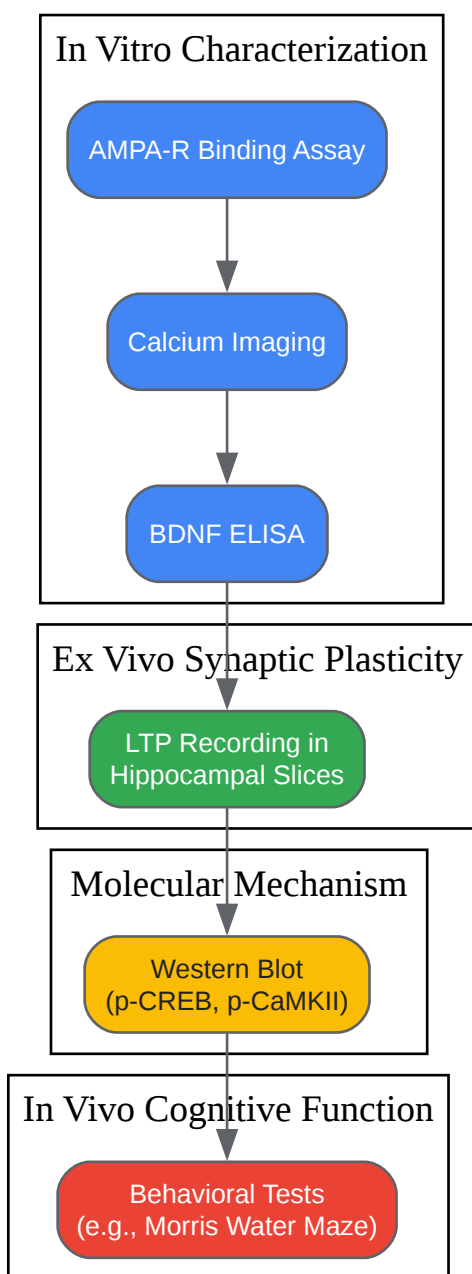 In Vitro Characterization
AMPA-R Binding Assay
Calcium Imaging
BDNF ELISA
Ex Vivo Synaptic Plasticity
LTP Recording in
Hippocampal Slices
Molecular Mechanism
Western Blot
(p-CREB, p-CaMKII)
In Vivo Cognitive Function
Behavioral Tests
(e.g., Morris Water Maze)